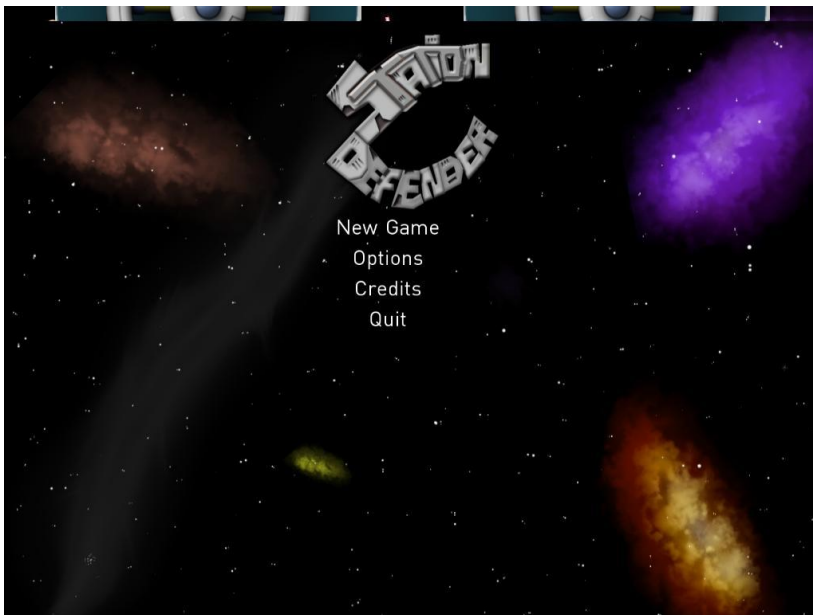 STATION
DEFENDER
New Game
Options
Credits
Quit